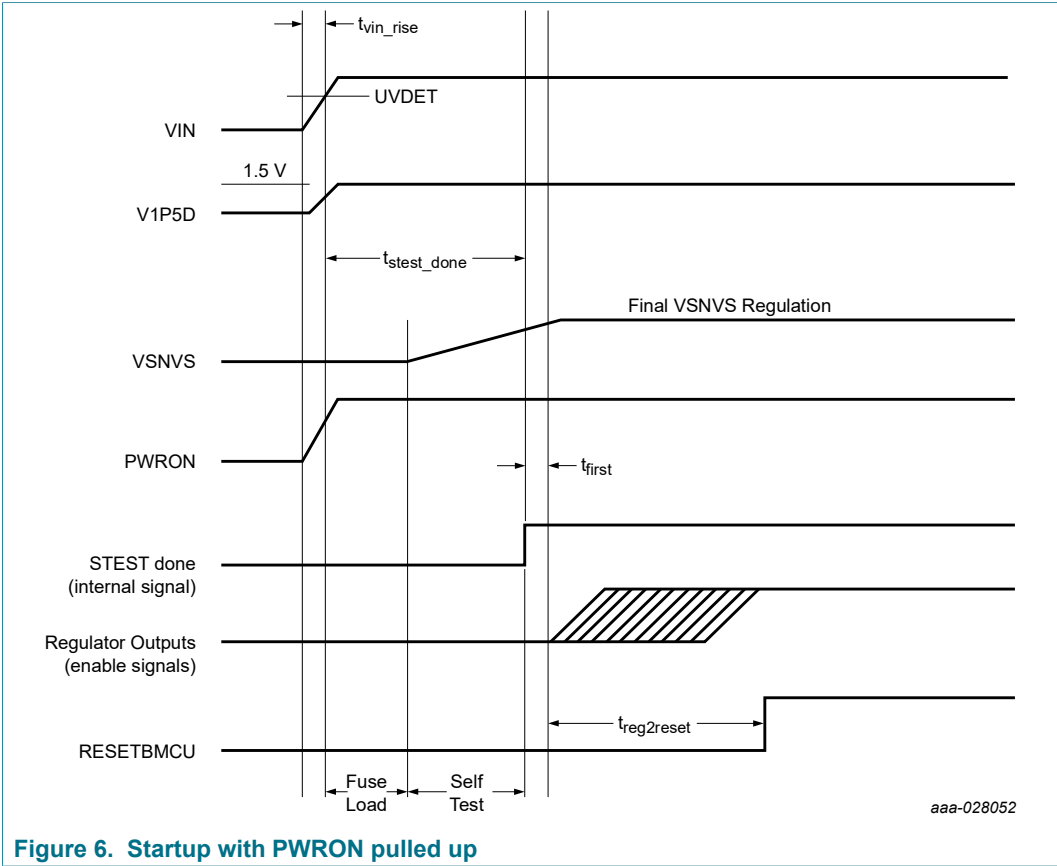 tvin_rise
UVDET
VIN
1.5 V
V1P5D
tstest_done
Final VSNVS Regulation
VSNVS
PWRON
tfirst
STEST done
(internal signal)
Regulator Outputs
(enable signals)
treg2reset
RESETBMCU
Fuse
Load
Self
Test
aaa-028052
Figure 6. Startup with PWRON pulled up